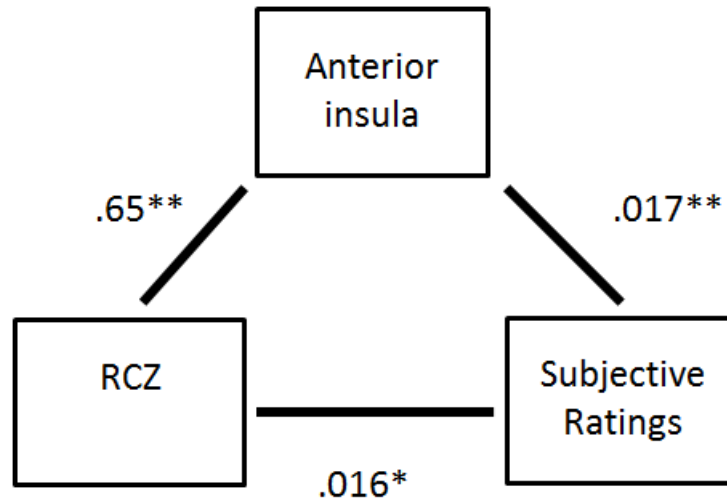 Anterior
insula
.65**
.017**
RCZ
Subjective
Ratings
.016*